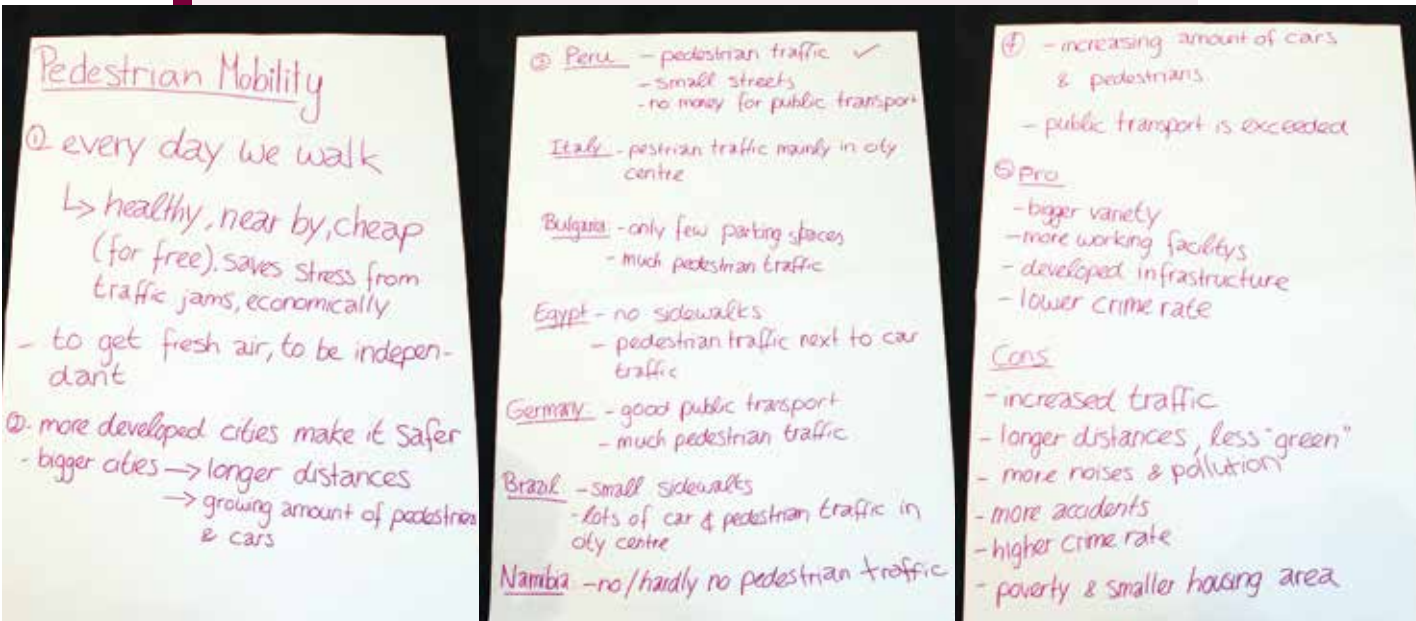 Pedestrian Mobility
① every day we walk
↳ healthy, near by, cheap
(for free), saves stress from
traffic jams, economically
- to get fresh air, to be indepen-
dant
② - more developed cities make it safer
- bigger cities → longer distances
→ growing amount of pedestrians
& cars
③ Peru - pedestrian traffic ✓
- small streets
- no money for public transport
Italy - pestrian traffic mainly in city
centre
Bulgaria - only few parking spaces
- much pedestrian traffic
Egypt - no sidewalks
- pedestrian traffic next to car
traffic
Germany - good public transport
- much pedestrian traffic
Brazil - small sidewalks
- lots of car & pedestrian traffic in
city centre
Namibia - no/hardly no pedestrian traffic
④ - increasing amount of cars
& pedestrians
- public transport is exceeded
⑤ Pro
- bigger variety
- more working facilitys
- developed infrastructure
- lower crime rate
Cons
- increased traffic
- longer distances, less "green"
- more noises & pollution
- more accidents
- higher crime rate
- poverty & smaller housing area